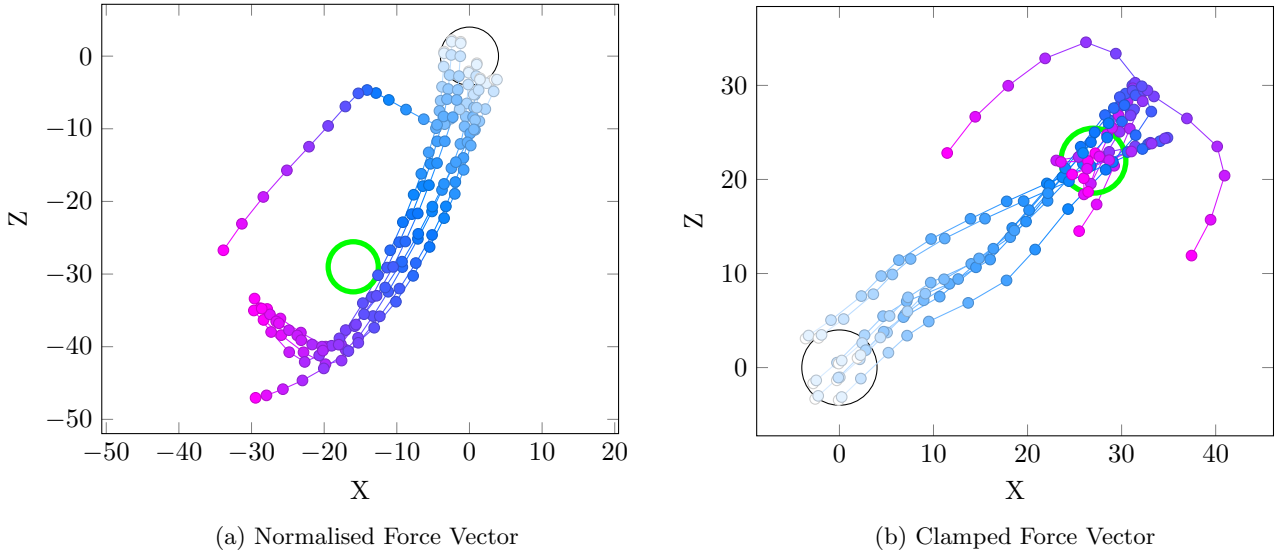 0
−10
−20
−30
−40
−50
−50 −40 −30 −20 −10 0 10 20
X
Z
(a) Normalised Force Vector
30
20
10
0
0 10 20 30 40
X
Z
(b) Clamped Force Vector